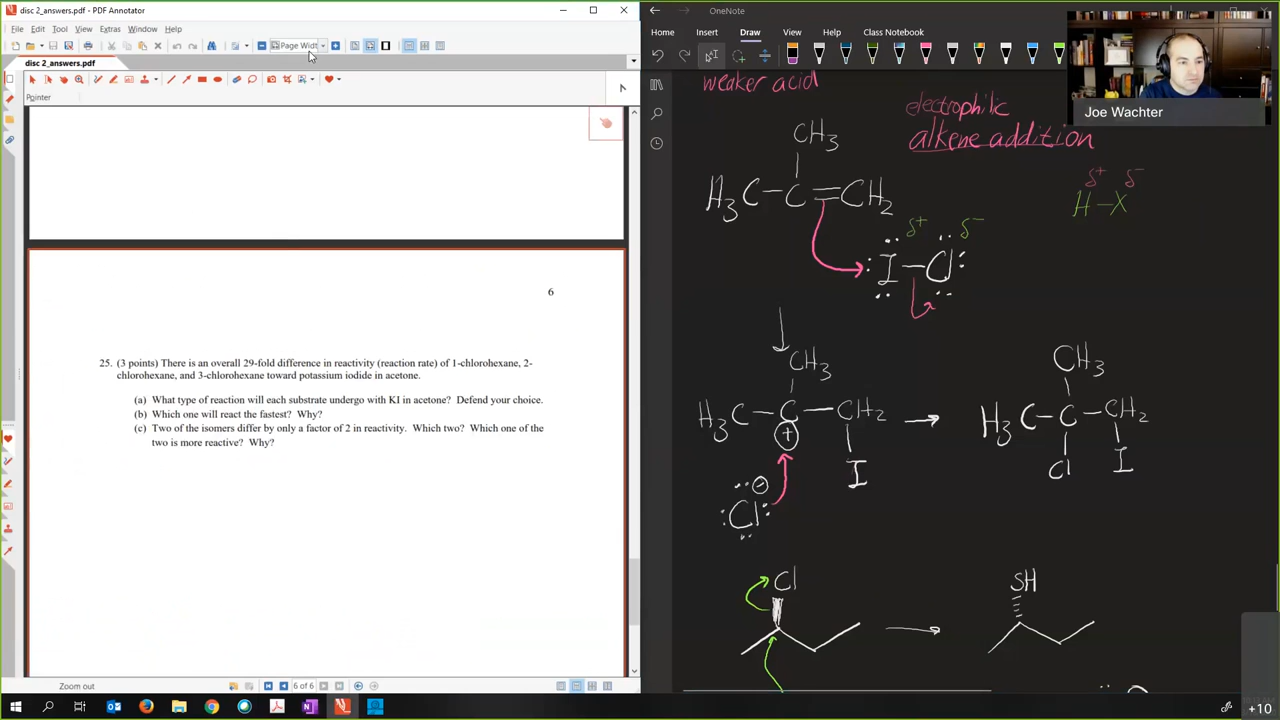 disc 2_answers.pdf - PDF Annotator
File Edit Tool View Extras Window Help
Page Widt
disc 2_answers.pdf
Pointer
6
25. (3 points) There is an overall 29-fold difference in reactivity (reaction rate) of 1-chlorohexane, 2-
chlorohexane, and 3-chlorohexane toward potassium iodide in acetone.
(a) What type of reaction will each substrate undergo with KI in acetone? Defend your choice.
(b) Which one will react the fastest? Why?
(c) Two of the isomers differ by only a factor of 2 in reactivity. Which two? Which one of the
two is more reactive? Why?
Zoom out
6 of 6
OneNote
Home Insert Draw View Help Class Notebook
Joe Wachter
weaker acid
electrophilic
alkene addition
CH3
H3C-C=CH2
δ+ δ-
H-X
δ+ δ-
I-Cl
CH3
H3C-C-CH2
+
I
Cl
-
CH3
H3C-C-CH2
Cl I
Cl
SH
+10